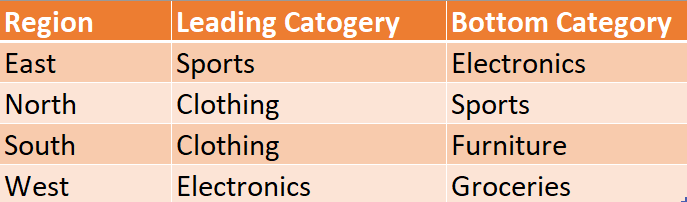 Region Leading Catogery Bottom Category
East Sports Electronics
North Clothing Sports
South Clothing Furniture
West Electronics Groceries